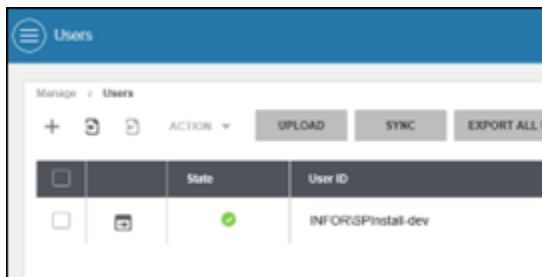 Users
Manage < Users
ACTION UPLOAD SYNC EXPORT ALL
State User ID
INFOR\SPInstall-dev